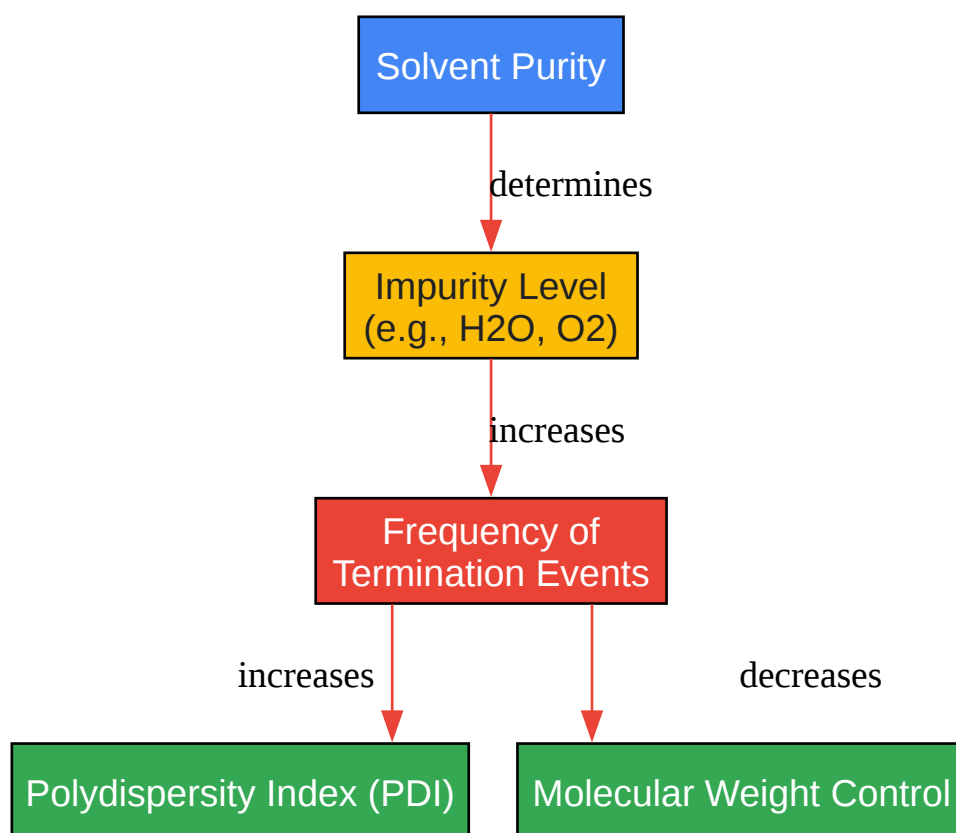 Solvent Purity
determines
Impurity Level
(e.g., H2O, O2)
increases
Frequency of
Termination Events
increases
decreases
Polydispersity Index (PDI)
Molecular Weight Control